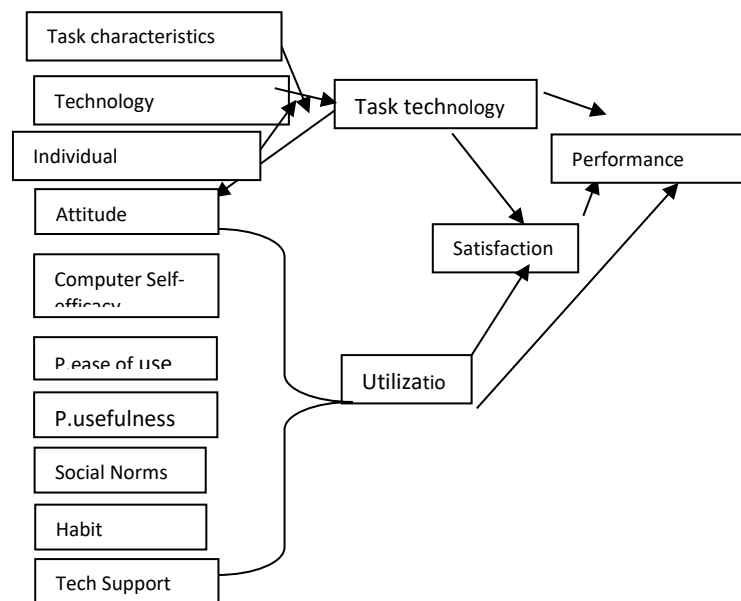 Task characteristics
Technology
Task technology
Individual
Performance
Attitude
Satisfaction
Computer Self-
efficacy
P.ease of use
Utilizatio
P.usefulness
Social Norms
Habit
Tech Support